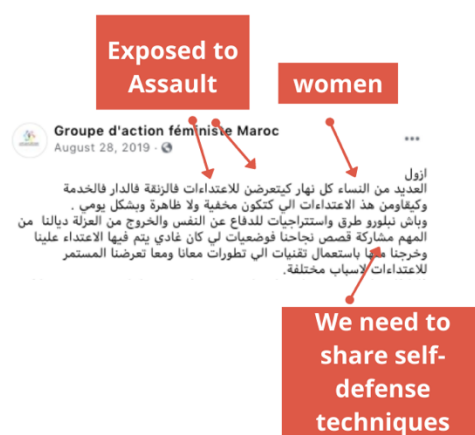 Exposed to
Assault
women
Groupe d'action féministe Maroc
August 28, 2019
ازول
العديد من النساء كل نهار كيتعرضن للاعتداءات فالزنقة فالدار فالخدمة
وكيقاومن هذ الاعتداءات الي كتكون مخفية ولا ظاهرة وبشكل يومي .
وباش نبلورو طرق واستتراجيات للدفاع عن النفس والخروج من العزلة ديالنا من
المهم مشاركة قصص نجاحنا فوضعيات لي كان غادي يتم فيها الاعتداء علينا
وخرجنا منها باستعمال تقنيات الي تطورات معانا ومعا تعرضنا المستمر
للاعتداءات لاسباب مختلفة.
We need to
share self-
defense
techniques